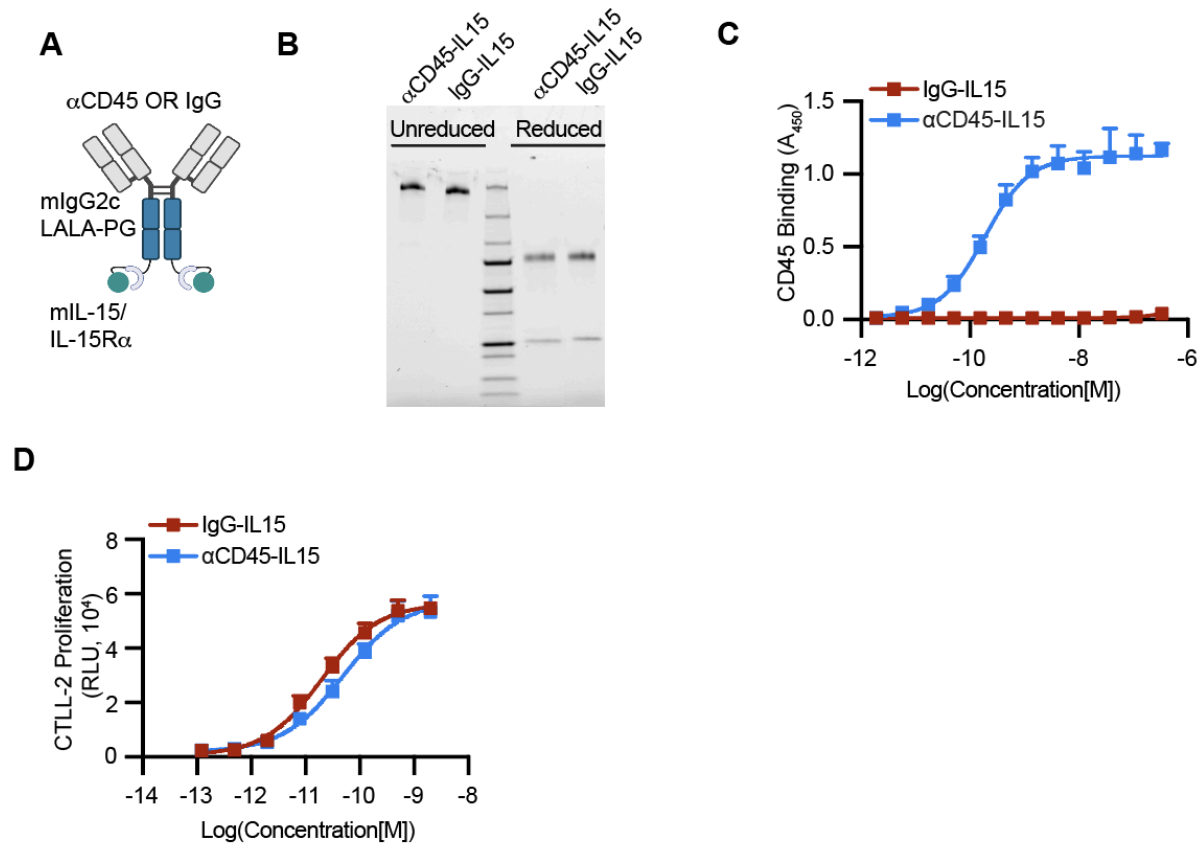 A
αCD45 OR IgG
mIgG2c
LALA-PG
mIL-15/
IL-15Rα
B
αCD45-IL15
IgG-IL15
αCD45-IL15
IgG-IL15
Unreduced
Reduced
C
IgG-IL15
αCD45-IL15
1.5
1.0
0.5
0.0
CD45 Binding (A450)
-12
-10
-8
-6
Log(Concentration[M])
D
IgG-IL15
αCD45-IL15
8
6
4
2
0
CTLL-2 Proliferation
(RLU, 10⁴)
-14
-13
-12
-11
-10
-9
-8
Log(Concentration[M])